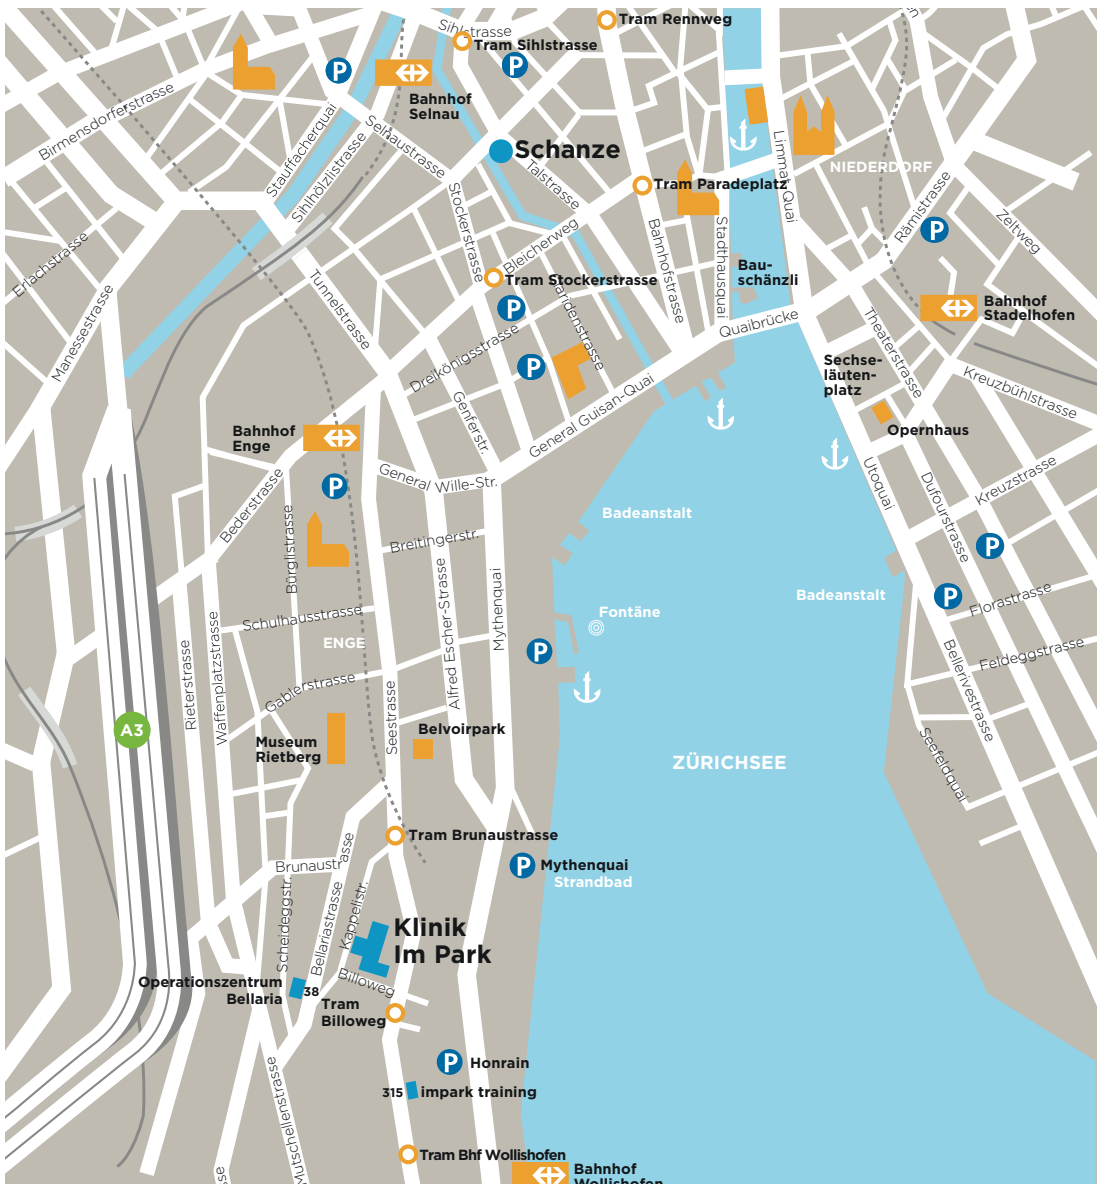 Tram Rennweg
Sihlstrasse
Tram Sihlstrasse
P
P
Bahnhof
Selnau
Birmensdorferstrasse
Stauffacherquai
Sihlhölzlistrasse
Selnaustrasse
Schanze
Talstrasse
Limmat-Quai
NIEDERDORF
Tram Paradeplatz
Stockerstrasse
Bleicherweg
Bahnhofstrasse
Stadthausquai
Rämistrasse
P
Zeltweg
Erlachstrasse
Manessestrasse
Tunnelstrasse
Tram Stockerstrasse
P
Bau-
schänzli
Quaibrücke
Bahnhof
Stadelhofen
Theaterstrasse
Dreikönigsstrasse
P
Sechse-
läuten-
platz
Kreuzbühlstrasse
Genferstr.
General Guisan-Quai
Opernhaus
Bahnhof
Enge
General Wille-Str.
P
Utoquai
Dufourstrasse
Kreuzstrasse
Bederstrasse
Bürglistrasse
Breitingerstr.
Badeanstalt
P
Alfred Escher-Strasse
Mythenquai
Badeanstalt
P
Florastrasse
Schulhausstrasse
Fontäne
ENGE
P
Rieterstrasse
Waffenplatzstrasse
Gablerstrasse
Seestrasse
Bellerivestrasse
Feldeggstrasse
A3
Museum
Rietberg
Belvoirpark
ZÜRICHSEE
Seefeldquai
Tram Brunaustrasse
P
Mythenquai
Strandbad
Brunaustrasse
Scheideggstr.
Bellariastrasse
Kappelistr.
Klinik
Im Park
Operationszentrum
Bellaria
38
Billoweg
Tram
Billoweg
P
Honrain
315
impark training
Mutschellenstrasse
Tram Bhf Wollishofen
Bahnhof
Wollishofen